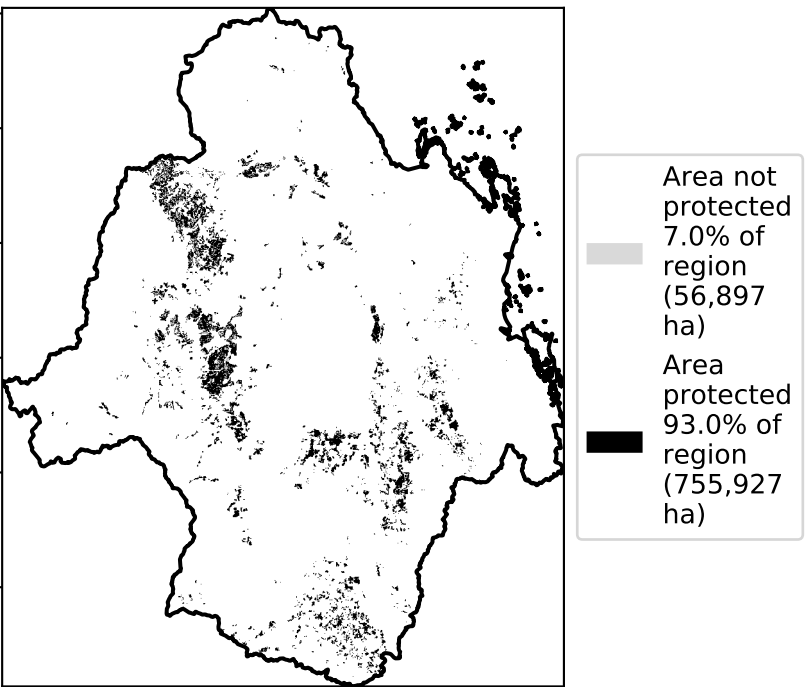 Area not
protected
7.0% of
region
(56,897
ha)
Area
protected
93.0% of
region
(755,927
ha)